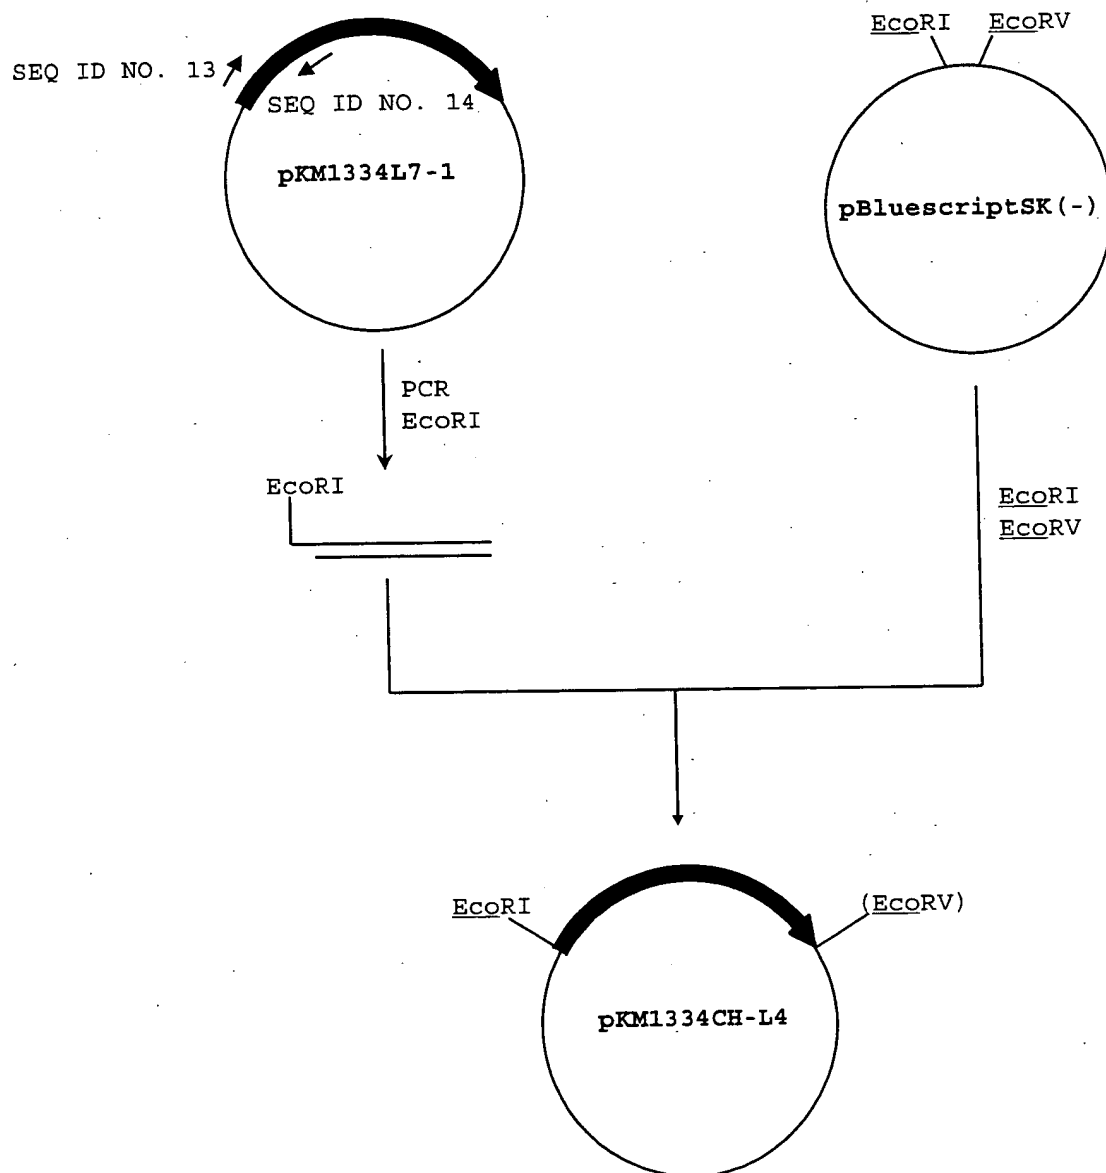 EcoRI EcoRV
SEQ ID NO. 13
SEQ ID NO. 14
pKM1334L7-1
pBluescriptSK(-)
PCR
EcoRI
EcoRI
EcoRI
EcoRV
EcoRI
(EcoRV)
pKM1334CH-L4